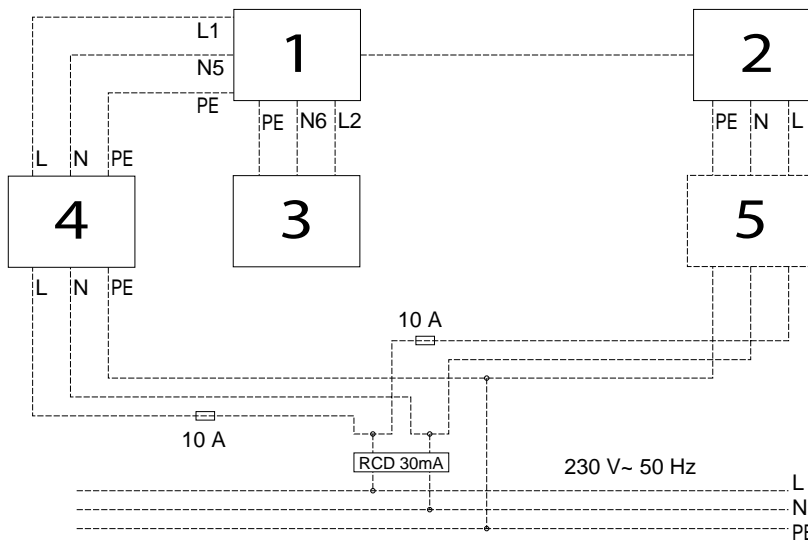 L1
1
2
N5
PE
PE N6 L2
PE N L
L N PE
4
3
5
L N PE
10 A
10 A
RCD 30mA
230 V~ 50 Hz
L
N
PE